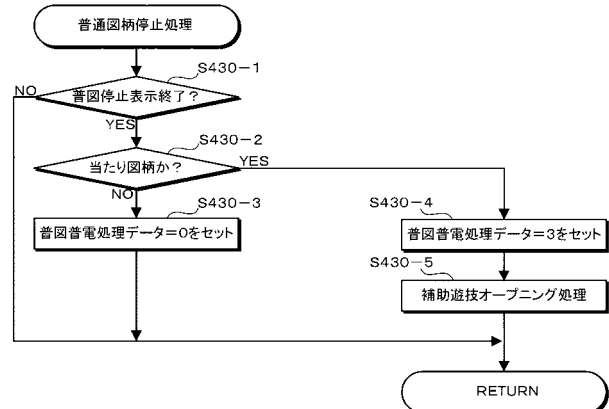 普通図柄停止処理
S430-1
NO
普図停止表示終了？
YES
S430-2
当たり図柄か？
YES
NO
S430-3
普図普電処理データ=0をセット
S430-4
普図普電処理データ=3をセット
S430-5
補助遊技オープニング処理
RETURN